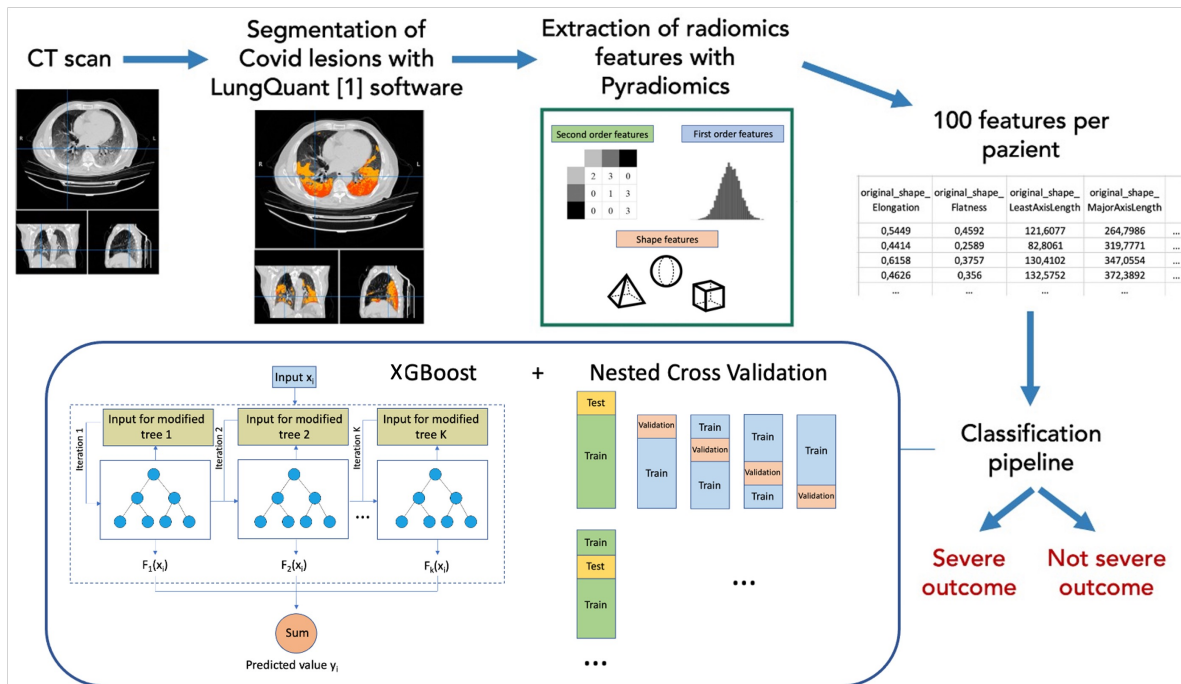 CT scan
Segmentation of
Covid lesions with
LungQuant [1] software
Extraction of radiomics
features with
Pyradiomics
R
L
R
L
Second order features
First order features
2 3 0
0 1 3
0 0 3
Shape features
100 features per
pazient
original_shape_ original_shape_ original_shape_ original_shape_
Elongation Flatness LeastAxisLength MajorAxisLength ...
0,5449 0,4592 121,6077 264,7986 ...
0,4414 0,2589 82,8061 319,7771 ...
0,6158 0,3757 130,4102 347,0554 ...
0,4626 0,356 132,5752 372,3892 ...
... ... ... ...
Classification
pipeline
Severe
outcome
Not severe
outcome
XGBoost + Nested Cross Validation
Input xi
Input for modified
tree 1
Input for modified
tree 2
Input for modified
tree K
Iteration 1
Iteration 2
Iteration K
...
F1(xi)
F2(xi)
Fk(xi)
Sum
Predicted value yi
Test
Train
Validation
Train
Train
Validation
Train
Train
Validation
Train
Train
Validation
Train
Test
Train
...
...